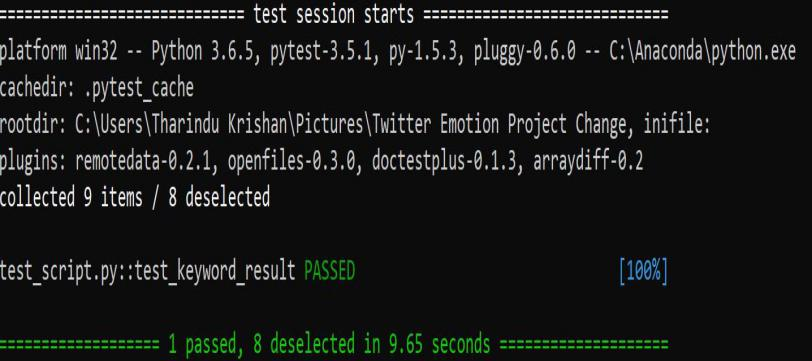 ============================ test session starts ============================
platform win32 -- Python 3.6.5, pytest-3.5.1, py-1.5.3, pluggy-0.6.0 -- C:\Anaconda\python.exe
cachedir: .pytest_cache
rootdir: C:\Users\Tharindu Krishan\Pictures\Twitter Emotion Project Change, inifile:
plugins: remotedata-0.2.1, openfiles-0.3.0, doctestplus-0.1.3, arraydiff-0.2
collected 9 items / 8 deselected
test_script.py::test_keyword_result PASSED [100%]
================== 1 passed, 8 deselected in 9.65 seconds ===================